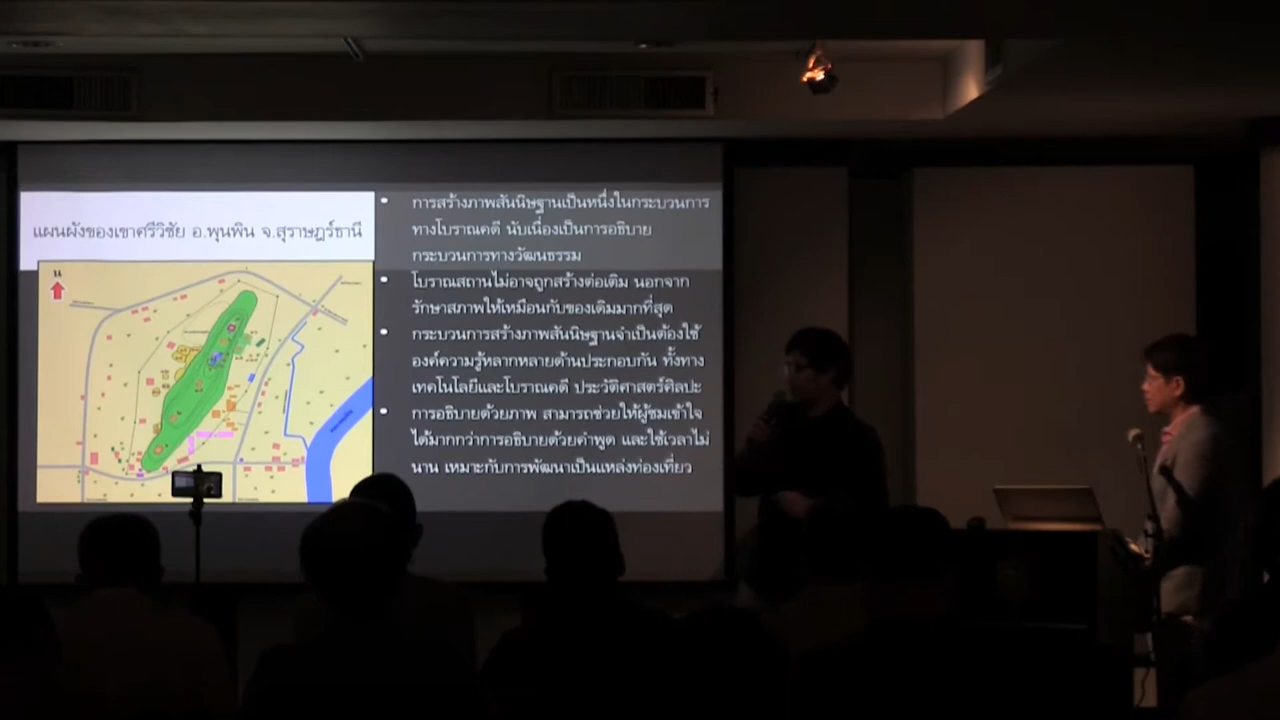 แผนผังของเขาศรีวิชัย อ.พุนพิน จ.สุราษฎร์ธานี
น
• การสร้างภาพสันนิษฐานเป็นหนึ่งในกระบวนการ
ทางโบราณคดี นับเนื่องเป็นการอธิบาย
กระบวนการทางวัฒนธรรม
• โบราณสถานไม่อาจถูกสร้างต่อเติม นอกจาก
รักษาสภาพให้เหมือนกับของเดิมมากที่สุด
• กระบวนการสร้างภาพสันนิษฐานจำเป็นต้องใช้
องค์ความรู้หลากหลายด้านประกอบกัน ทั้งทาง
เทคโนโลยีและโบราณคดี ประวัติศาสตร์ศิลปะ
• การอธิบายด้วยภาพ สามารถช่วยให้ผู้ชมเข้าใจ
ได้มากกว่าการอธิบายด้วยคำพูด และใช้เวลาไม่
นาน เหมาะกับการพัฒนาเป็นแหล่งท่องเที่ยว